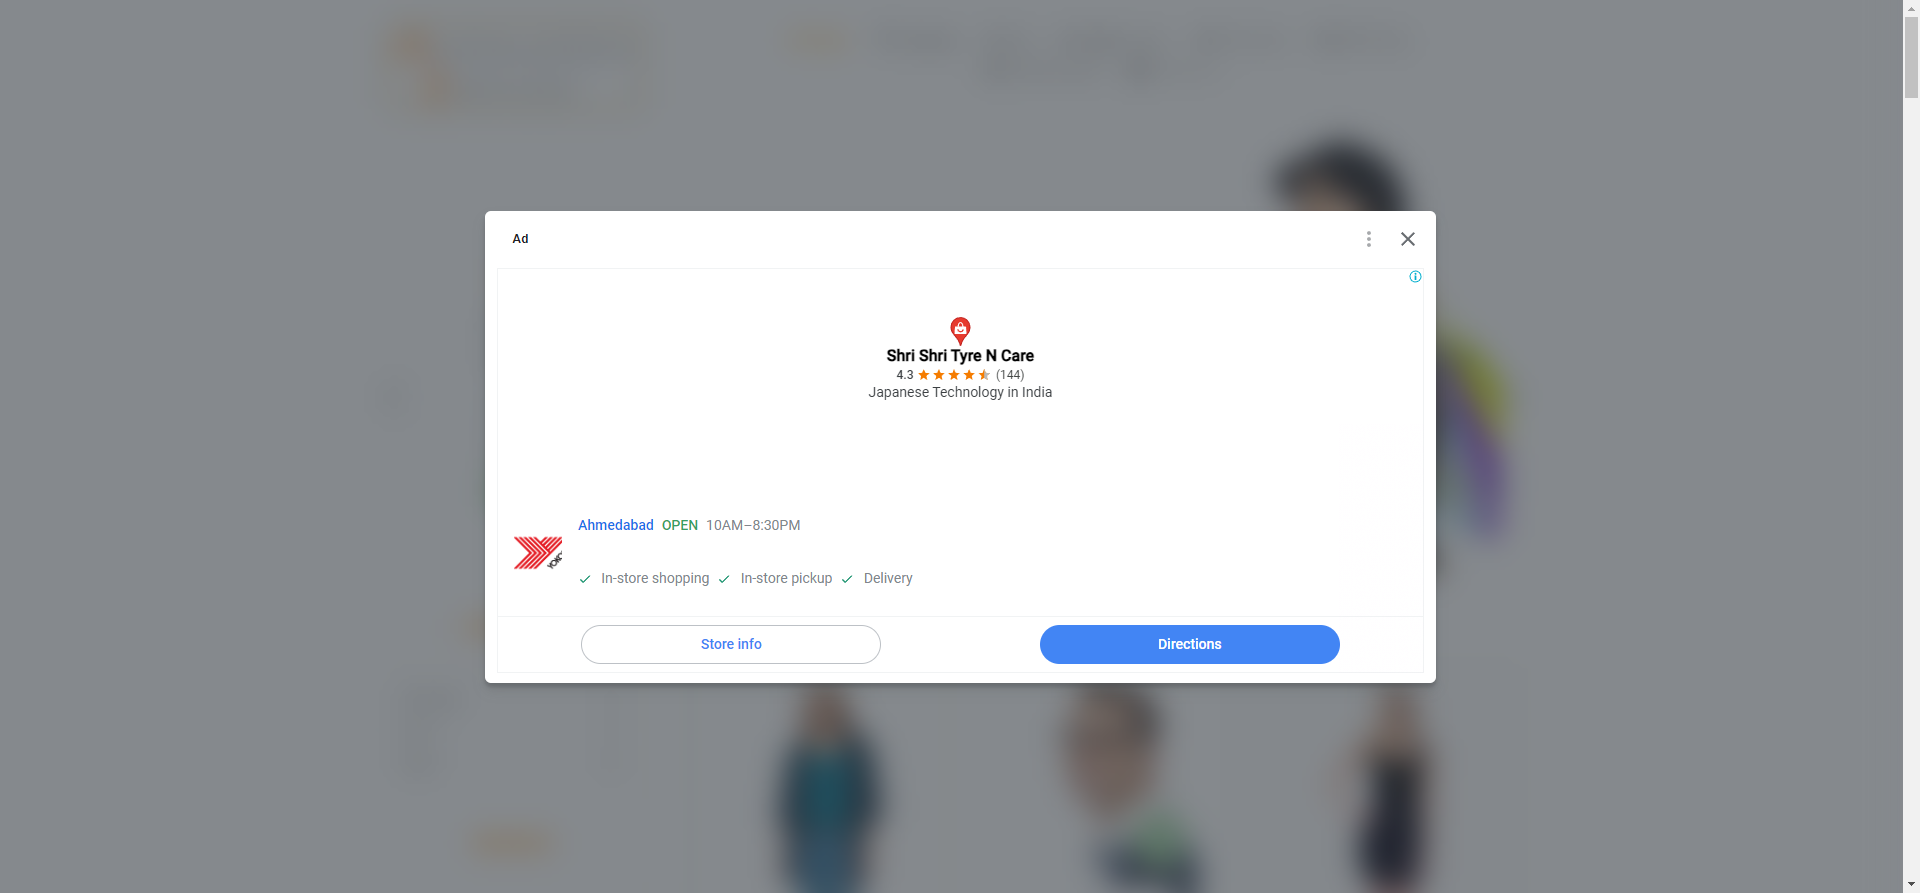 Ad
Shri Shri Tyre N Care
4.3 (144)
Japanese Technology in India
Ahmedabad OPEN 10AM–8:30PM
In-store shopping In-store pickup Delivery
Store info Directions